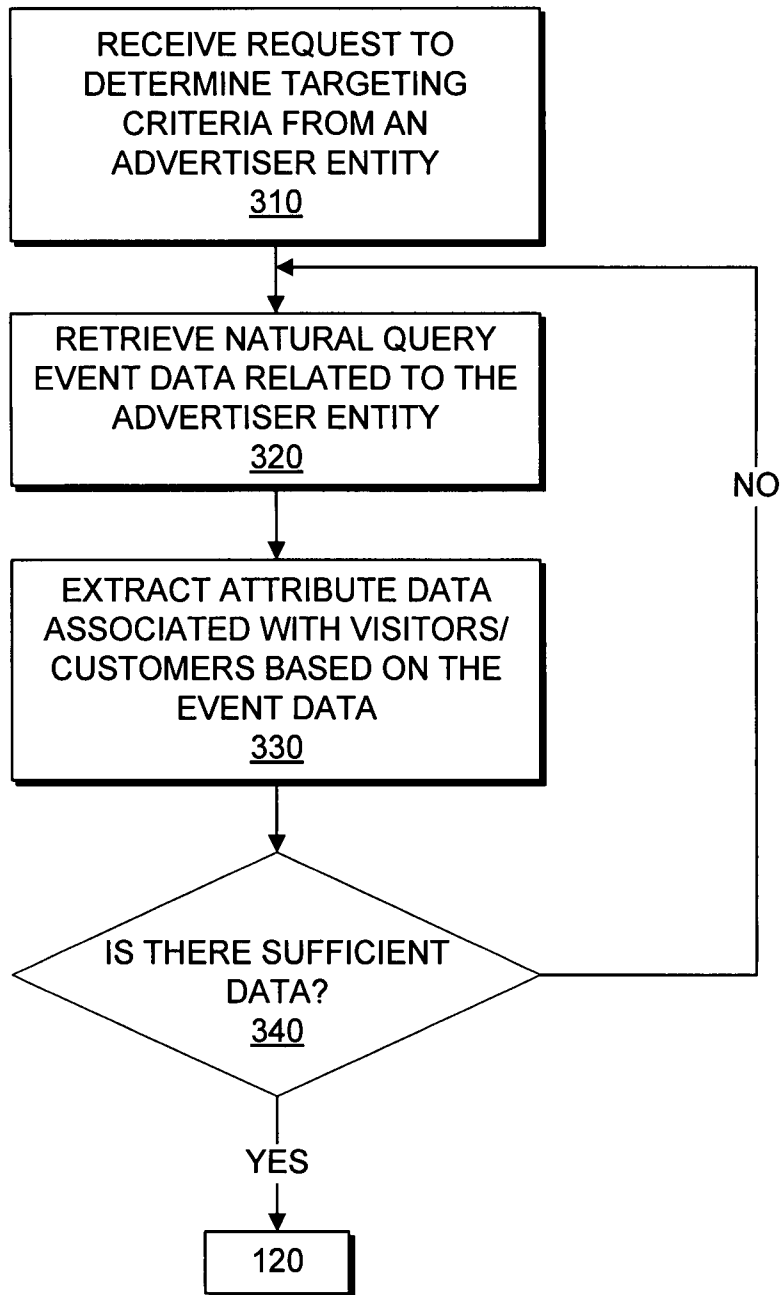 RECEIVE REQUEST TO
DETERMINE TARGETING
CRITERIA FROM AN
ADVERTISER ENTITY
310
RETRIEVE NATURAL QUERY
EVENT DATA RELATED TO THE
ADVERTISER ENTITY
320
NO
EXTRACT ATTRIBUTE DATA
ASSOCIATED WITH VISITORS/
CUSTOMERS BASED ON THE
EVENT DATA
330
IS THERE SUFFICIENT
DATA?
340
YES
120